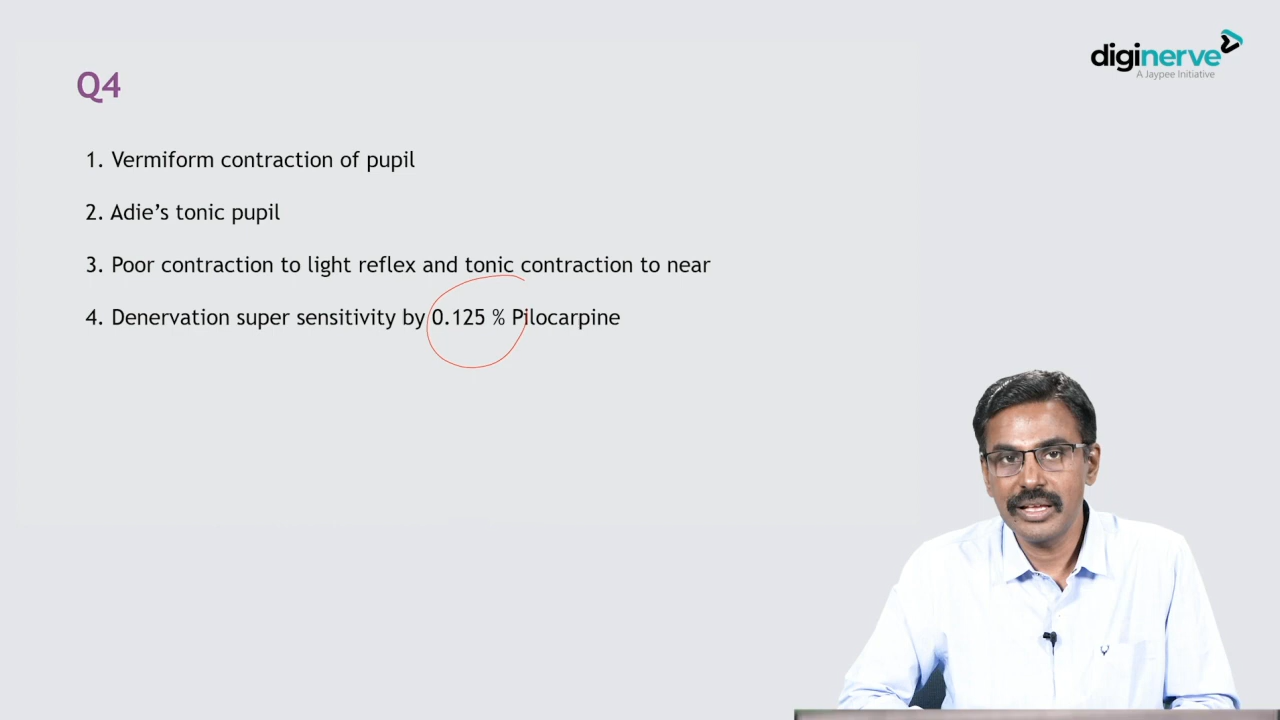 diginerve
A Jaypee Initiative
Q4
1. Vermiform contraction of pupil
2. Adie’s tonic pupil
3. Poor contraction to light reflex and tonic contraction to near
4. Denervation super sensitivity by 0.125 % Pilocarpine